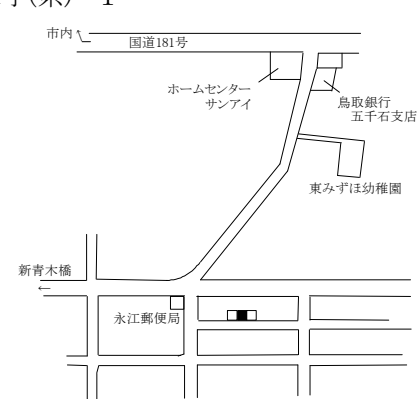 (東)-1
市内
国道181号
ホームセンター
サンアイ
鳥取銀行
五千石支店
東みずほ幼稚園
新青木橋
←
永江郵便局